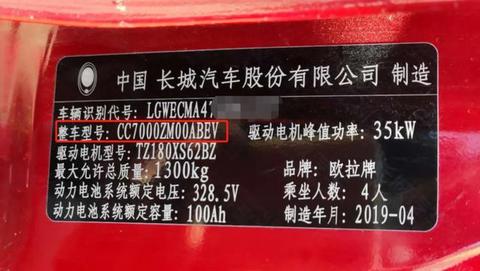 中国 长城汽车股份有限公司 制造
车辆识别代号: LGWECMA47
整车型号: CC7000ZM00ABEV 驱动电机峰值功率: 35kW
驱动电机型号: TZ180XS62BZ
最大允许总质量: 1300kg 品牌: 欧拉牌
动力电池系统额定电压: 328.5V 乘坐人数: 4人
动力电池系统额定容量: 100Ah 制造年月: 2019-04